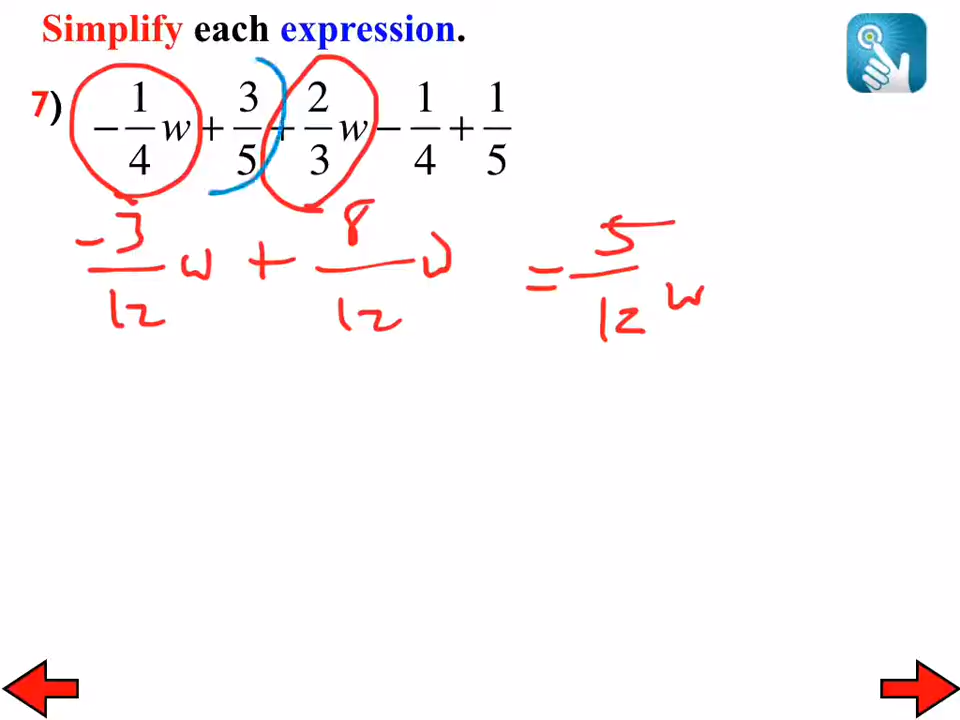 Simplify each expression.
7) -1/4 w + 3/5 + 2/3 w - 1/4 + 1/5
-3/12 w + 8/12 w = 5/12 w